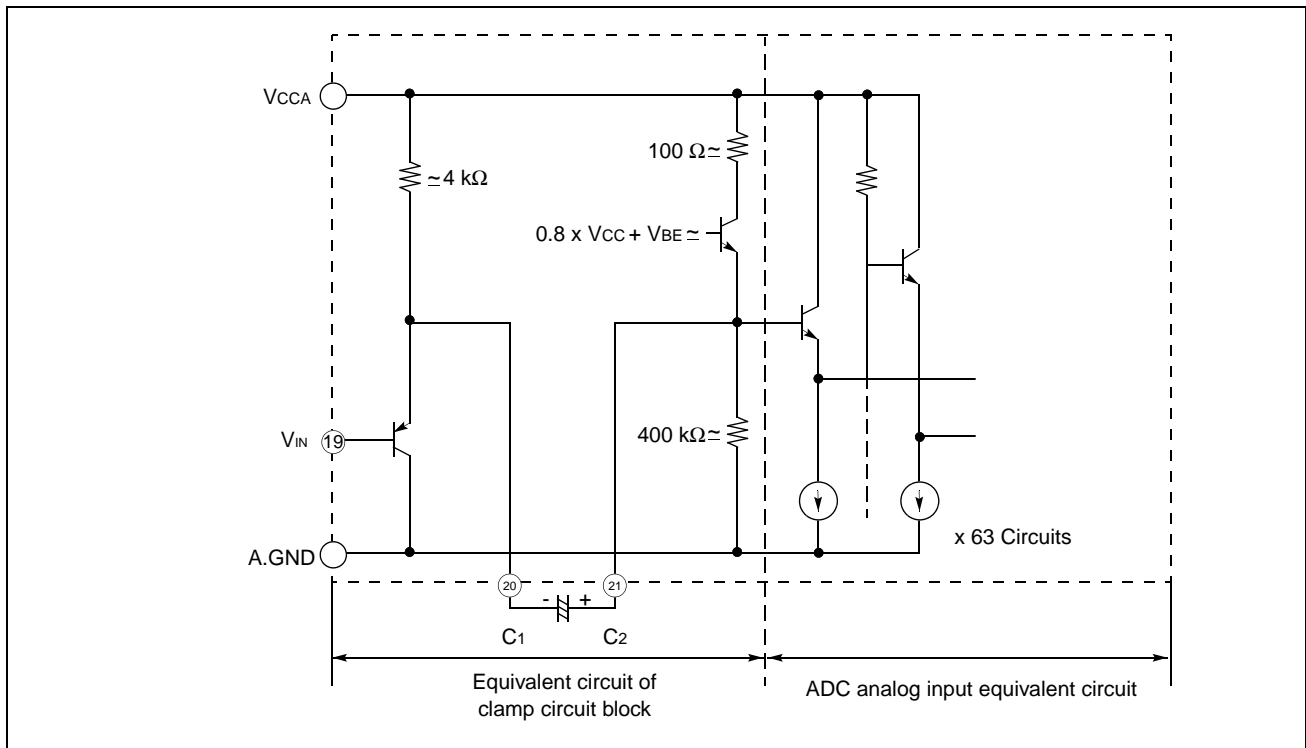 VCCA
100 Ω≃
≃4 kΩ
0.8 x VCC + VBE ≃
VIN 19
400 kΩ≃
x 63 Circuits
A.GND
20 - + 21
C1 C2
Equivalent circuit of
clamp circuit block
ADC analog input equivalent circuit